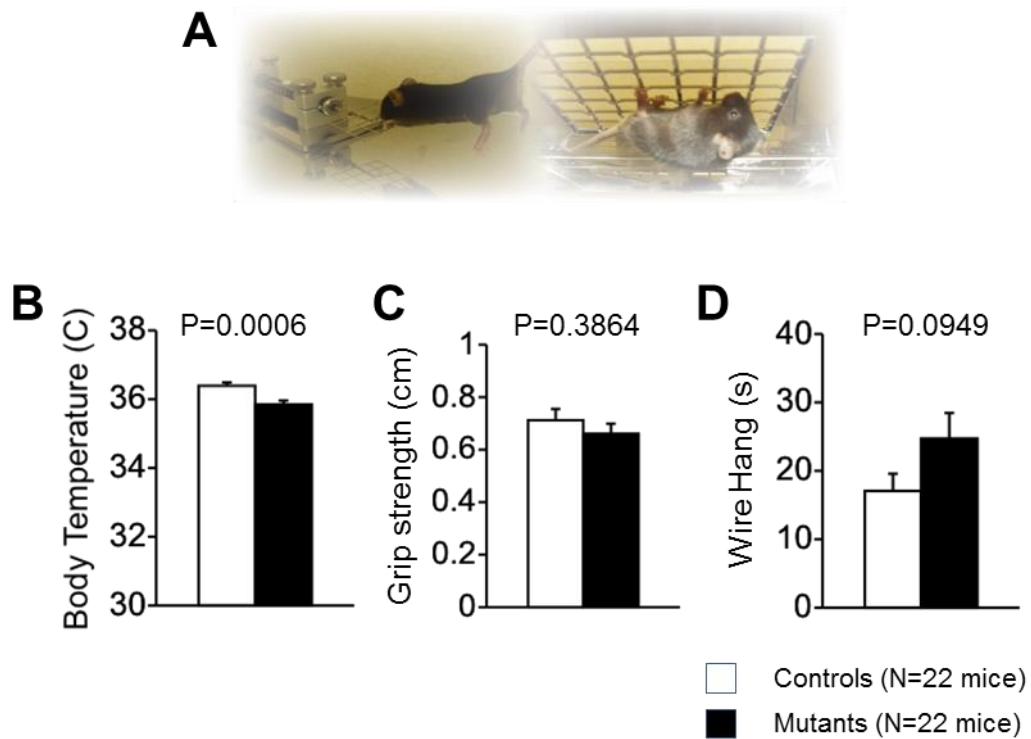 A
B
P=0.0006
Body Temperature (C)
38
36
34
32
30
C
P=0.3864
Grip strength (cm)
1
0.8
0.6
0.4
0.2
0
D
P=0.0949
Wire Hang (s)
40
30
20
10
0
Controls (N=22 mice)
Mutants (N=22 mice)